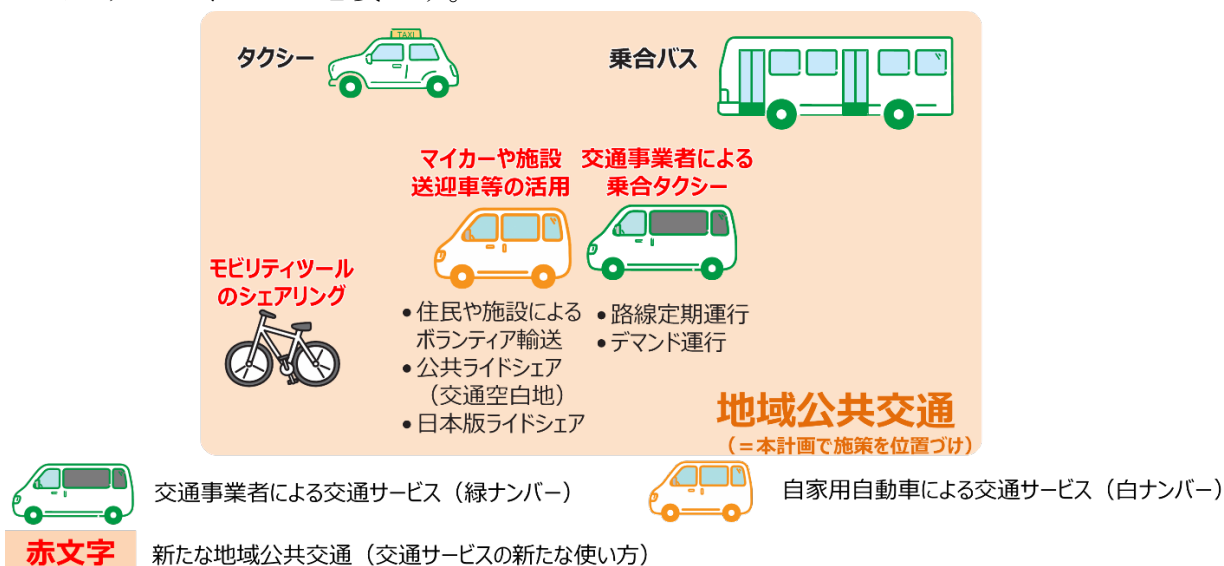 タクシー
TAXI
乗合バス
マイカーや施設
送迎車等の活用
交通事業者による
乗合タクシー
モビリティツール
のシェアリング
•住民や施設による
ボランティア輸送
•公共ライドシェア
（交通空白地）
•日本版ライドシェア
•路線定期運行
•デマンド運行
地域公共交通
（＝本計画で施策を位置づけ）
交通事業者による交通サービス（緑ナンバー）
自家用自動車による交通サービス（白ナンバー）
赤文字 新たな地域公共交通（交通サービスの新たな使い方）